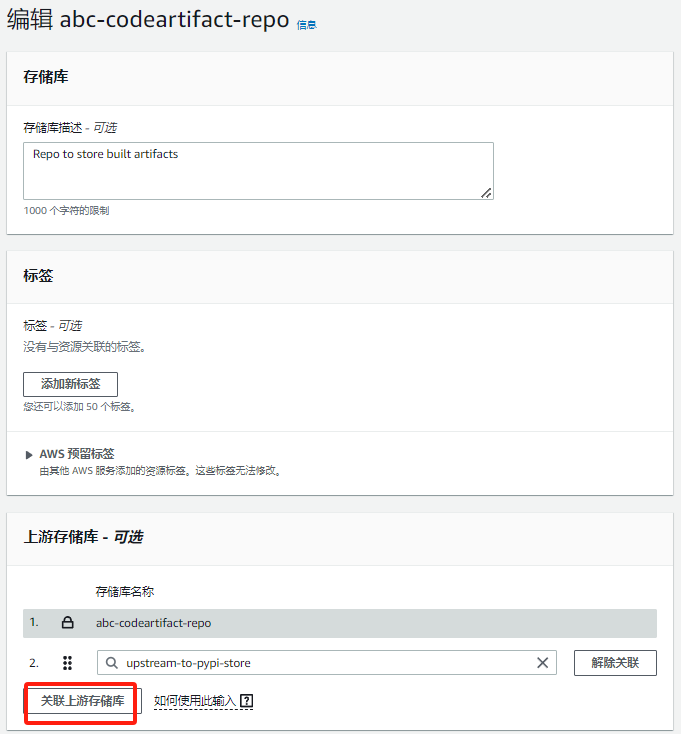 编辑 abc-codeartifact-repo 信息
存储库
存储库描述 - 可选
Repo to store built artifacts
1000 个字符的限制
标签
标签 - 可选
没有与资源关联的标签。
添加新标签
您还可以添加 50 个标签。
AWS 预留标签
由其他 AWS 服务添加的资源标签。这些标签无法修改。
上游存储库 - 可选
存储库名称
1. abc-codeartifact-repo
2. upstream-to-pypi-store 解除关联
关联上游存储库 如何使用此输入 ?